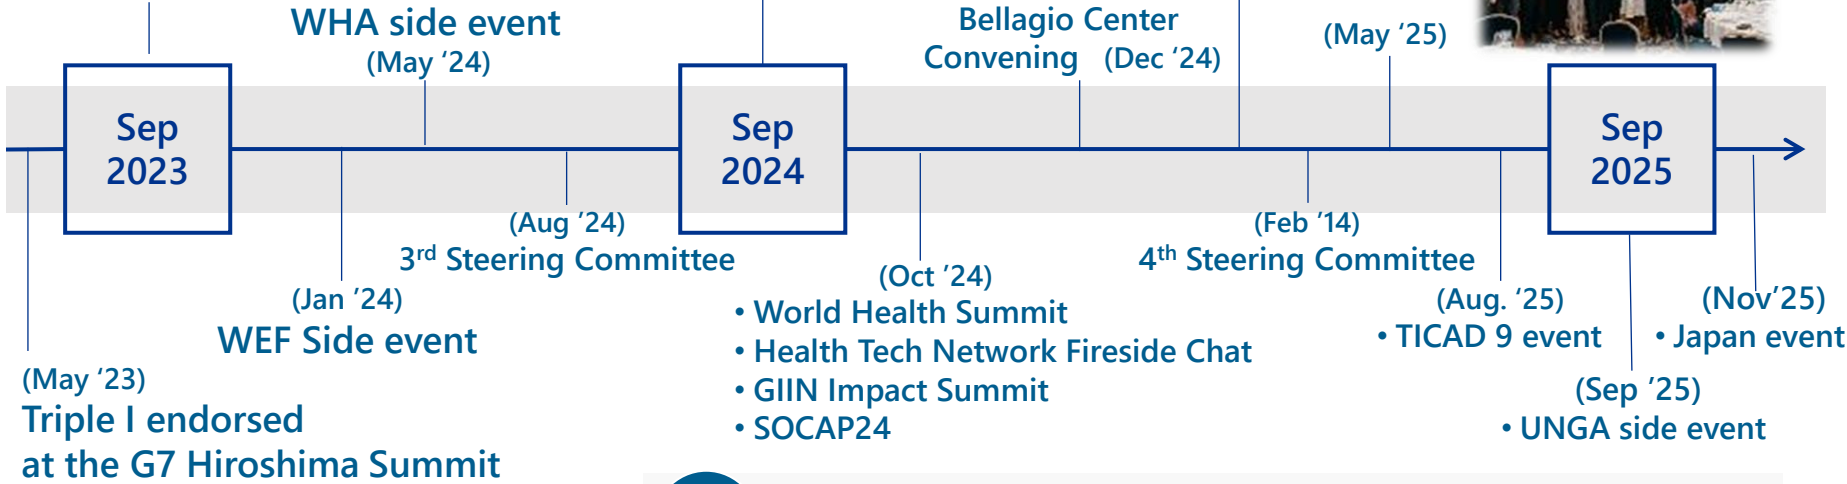 WHA side event
(May ‘24)
Bellagio Center
Convening (Dec ‘24)
(May ‘25)
Sep
2023
Sep
2024
Sep
2025
(Aug ’24)
3rd Steering Committee
(Feb ’14)
4th Steering Committee
(Jan ’24)
WEF Side event
(Oct ’24)
• World Health Summit
• Health Tech Network Fireside Chat
• GIIN Impact Summit
• SOCAP24
(Aug. ‘25)
• TICAD 9 event
(Nov’25)
• Japan event
(May ‘23)
Triple I endorsed
at the G7 Hiroshima Summit
(Sep ’25)
• UNGA side event